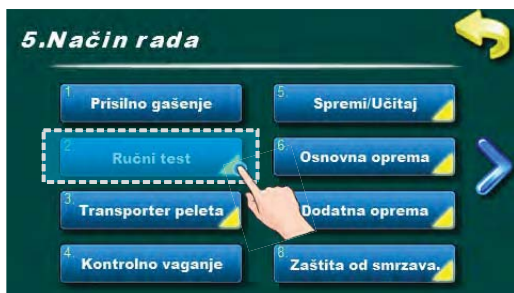 5.Način rada
1. Prisilno gašenje
2. Ručni test
3. Transporter peleta
4. Kontrolno vaganje
5. Spremi/Učitaj
6. Osnovna oprema
Dodatna oprema
8. Zaštita od smrzava.